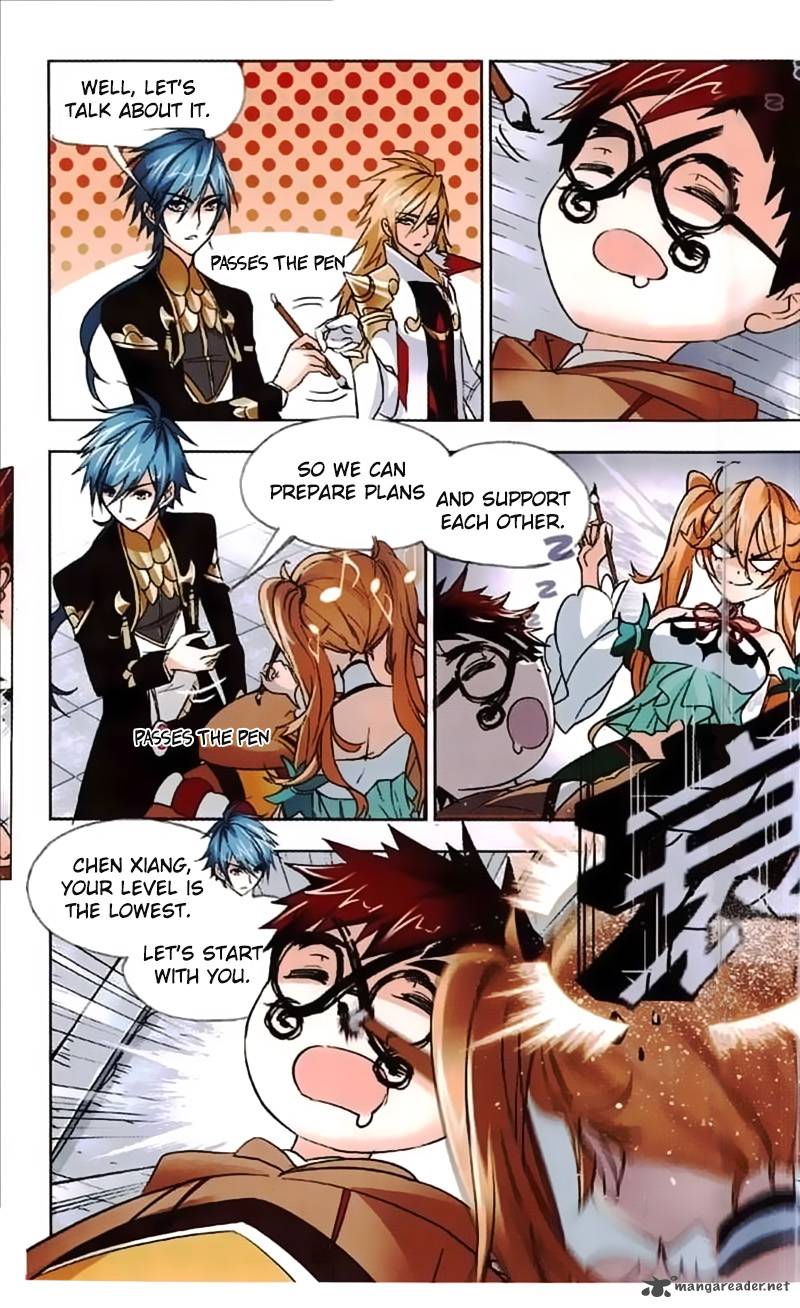 WELL, LET'S
TALK ABOUT IT.
PASSES THE PEN
SO WE CAN
PREPARE PLANS
AND SUPPORT
EACH OTHER.
PASSES THE PEN
CHEN XIANG,
YOUR LEVEL IS
THE LOWEST.
LET'S START
WITH YOU.
mangareader.net